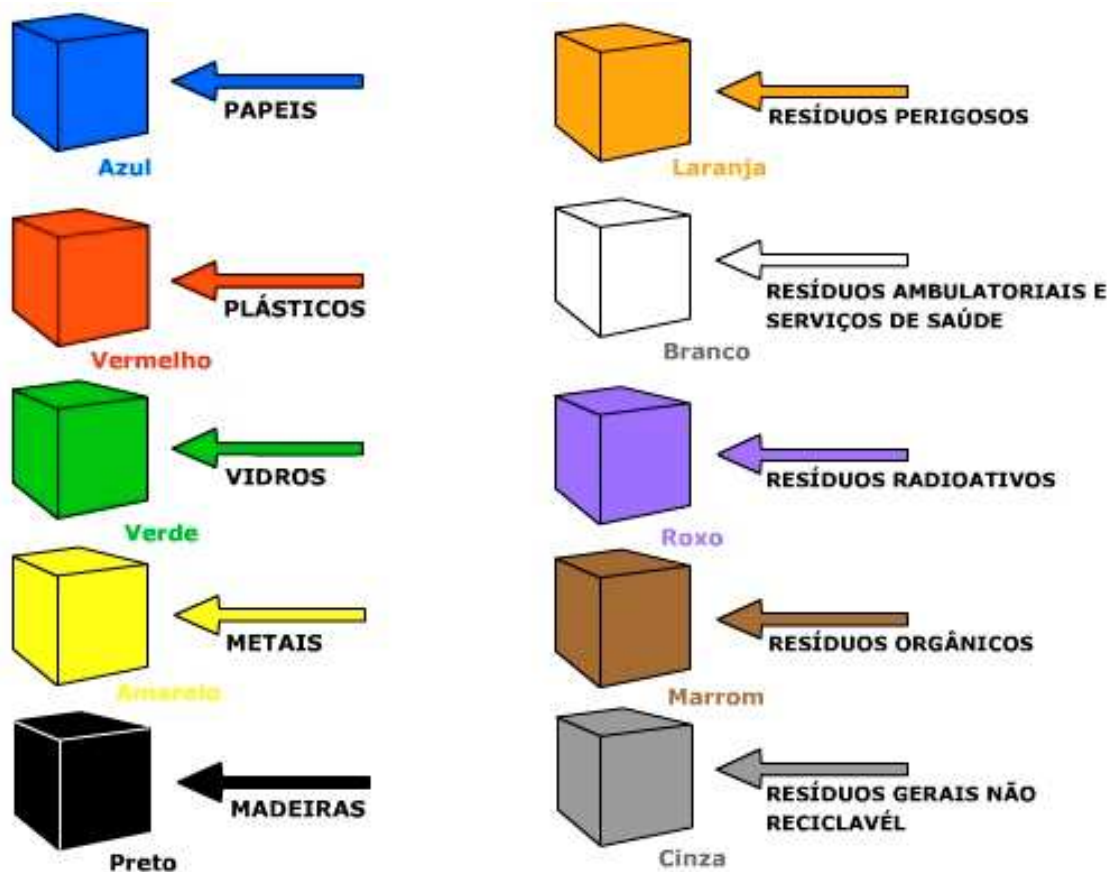 PAPEIS
Azul
PLÁSTICOS
Vermelho
VIDROS
Verde
METAIS
Amarelo
MADEIRAS
Preto
RESÍDUOS PERIGOSOS
Laranja
RESÍDUOS AMBULATORIAIS E
SERVIÇOS DE SAÚDE
Branco
RESÍDUOS RADIOATIVOS
Roxo
RESÍDUOS ORGÂNICOS
Marrom
RESÍDUOS GERAIS NÃO
RECICLAVÉL
Cinza